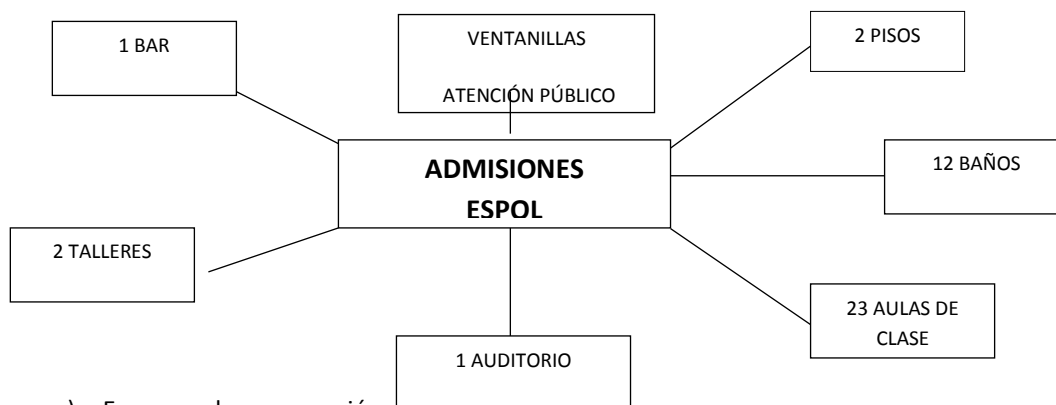 1 BAR
VENTANILLAS
ATENCIÓN PÚBLICO
2 PISOS
ADMISIONES
ESPOL
12 BAÑOS
2 TALLERES
23 AULAS DE
CLASE
1 AUDITORIO